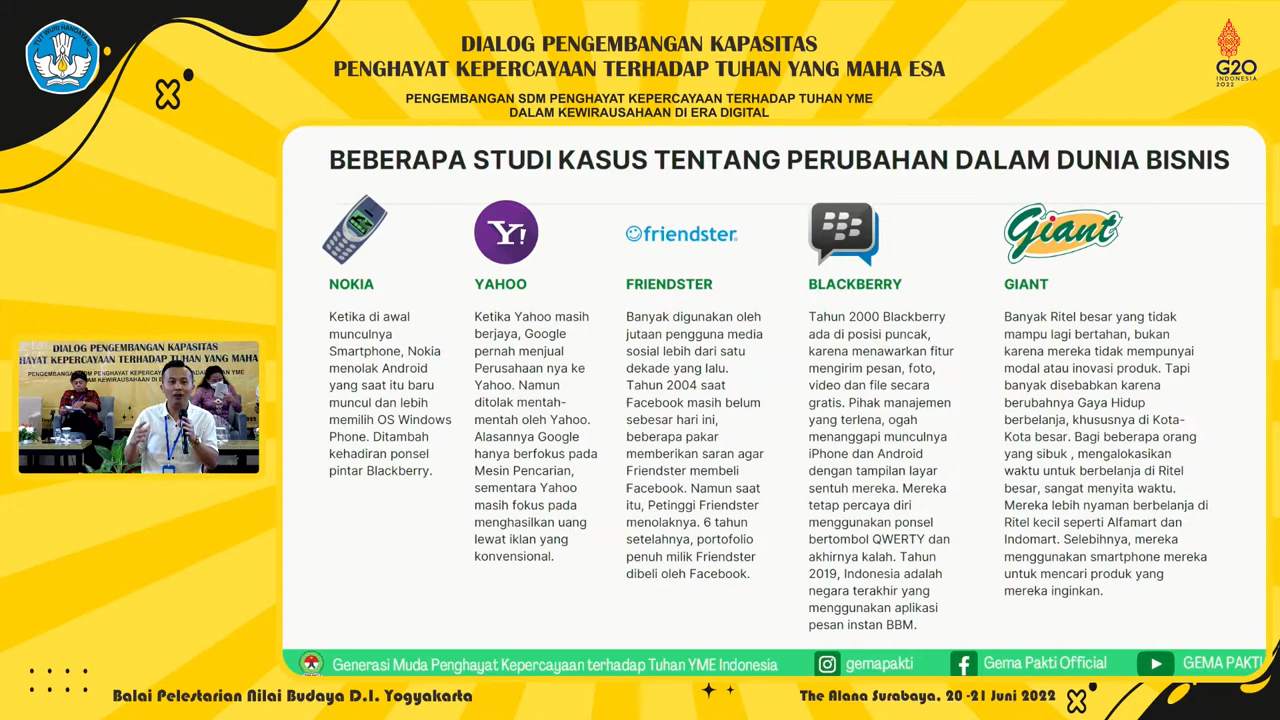 TUT WURI HANDAYANI
DIALOG PENGEMBANGAN KAPASITAS
PENGHAYAT KEPERCAYAAN TERHADAP TUHAN YANG MAHA ESA
PENGEMBANGAN SDM PENGHAYAT KEPERCAYAAN TERHADAP TUHAN YME
DALAM KEWIRAUSAHAAN DI ERA DIGITAL
G20
INDONESIA
2022
BEBERAPA STUDI KASUS TENTANG PERUBAHAN DALAM DUNIA BISNIS
Y!
friendster
Giant
NOKIA
Ketika di awal
munculnya
Smartphone, Nokia
menolak Android
yang saat itu baru
muncul dan lebih
memilih OS Windows
Phone. Ditambah
kehadiran ponsel
pintar Blackberry.
YAHOO
Ketika Yahoo masih
berjaya, Google
pernah menjual
Perusahaan nya ke
Yahoo. Namun
ditolak mentah-
mentah oleh Yahoo.
Alasannya Google
hanya berfokus pada
Mesin Pencarian,
sementara Yahoo
masih fokus pada
menghasilkan uang
lewat iklan yang
konvensional.
FRIENDSTER
Banyak digunakan oleh
jutaan pengguna media
sosial lebih dari satu
dekade yang lalu.
Tahun 2004 saat
Facebook masih belum
sebesar hari ini,
beberapa pakar
memberikan saran agar
Friendster membeli
Facebook. Namun saat
itu, Petinggi Friendster
menolaknya. 6 tahun
setelahnya, portofolio
penuh milik Friendster
dibeli oleh Facebook.
BLACKBERRY
Tahun 2000 Blackberry
ada di posisi puncak,
karena menawarkan fitur
mengirim pesan, foto,
video dan file secara
gratis. Pihak manajemen
yang terlena, ogah
menanggapi munculnya
iPhone dan Android
dengan tampilan layar
sentuh mereka. Mereka
tetap percaya diri
menggunakan ponsel
bertombol QWERTY dan
akhirnya kalah. Tahun
2019, Indonesia adalah
negara terakhir yang
menggunakan aplikasi
pesan instan BBM.
GIANT
Banyak Ritel besar yang tidak
mampu lagi bertahan, bukan
karena mereka tidak mempunyai
modal atau inovasi produk. Tapi
banyak disebabkan karena
berubahnya Gaya Hidup
berbelanja, khususnya di Kota-
Kota besar. Bagi beberapa orang
yang sibuk , mengalokasikan
waktu untuk berbelanja di Ritel
besar, sangat menyita waktu.
Mereka lebih nyaman berbelanja di
Ritel kecil seperti Alfamart dan
Indomart. Selebihnya, mereka
menggunakan smartphone mereka
untuk mencari produk yang
mereka inginkan.
DIALOG PENGEMBANGAN KAPASITAS
HAYAT KEPERCAYAAN TERHADAP TUHAN YANG MAHA
Generasi Muda Penghayat Kepercayaan terhadap Tuhan YME Indonesia
gemapakti
Gema Pakti Official
GEMA PAKTI
Balai Pelestarian Nilai Budaya D.I. Yogyakarta
The Alana Surabaya, 20 -21 Juni 2022